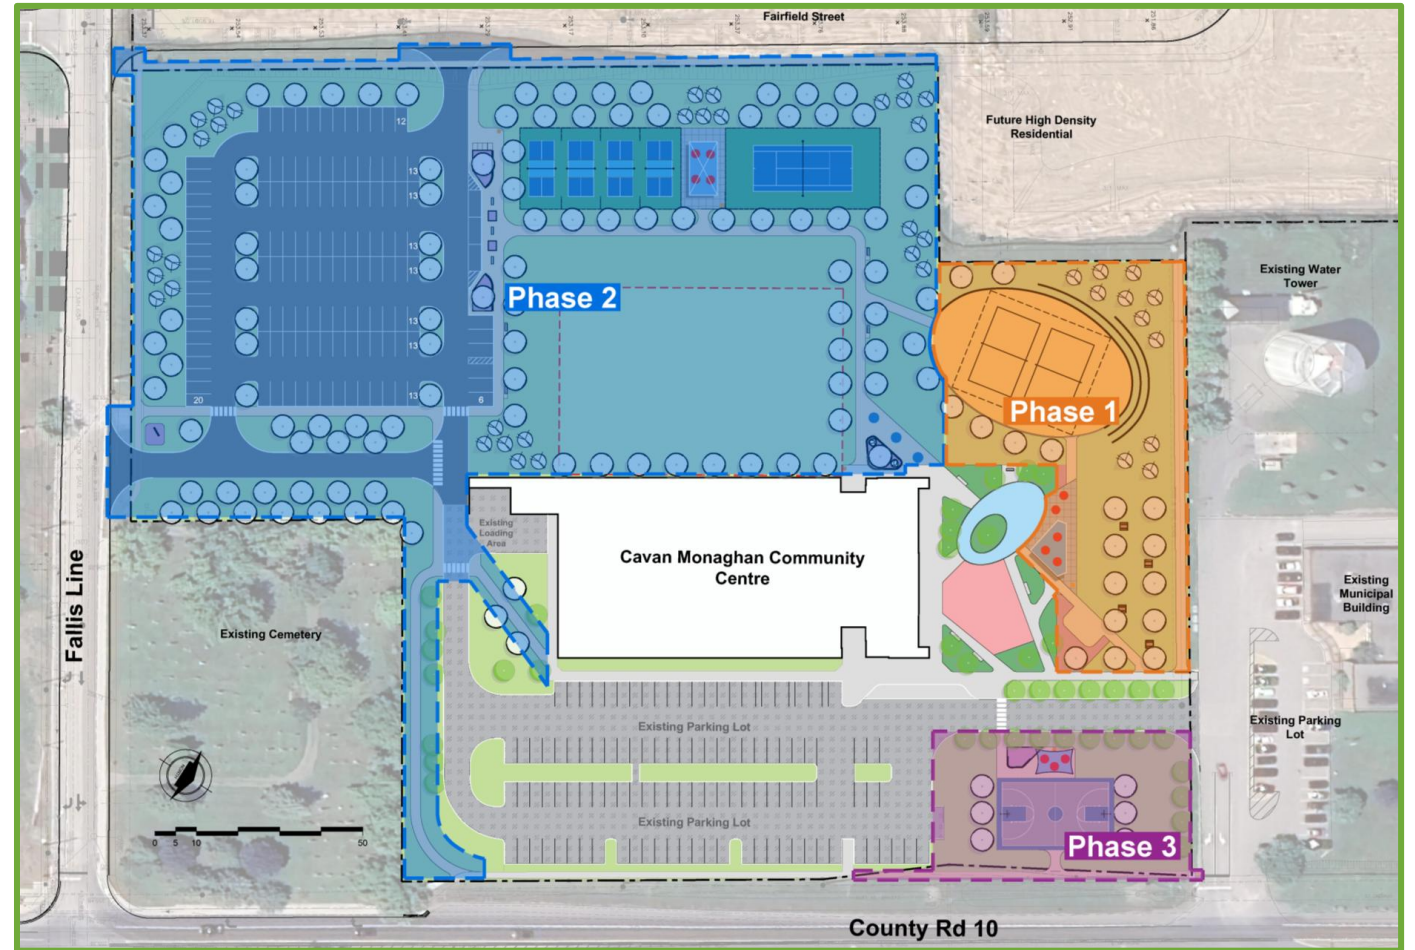 Fairfield Street
12
Future High Density
Residential
13
13
Existing Water
Tower
13
13
Phase 2
13
13
13
20
6
Phase 1
Existing
Loading
Area
Cavan Monaghan Community
Centre
Fallis Line
Existing Cemetery
Existing
Municipal
Building
Existing Parking Lot
Existing Parking
Lot
Existing Parking Lot
0 5 10 50
Phase 3
County Rd 10